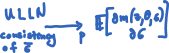 ULLN
consistency
of σ̂
→p E[∂m(z,θ,σ)/∂σ]